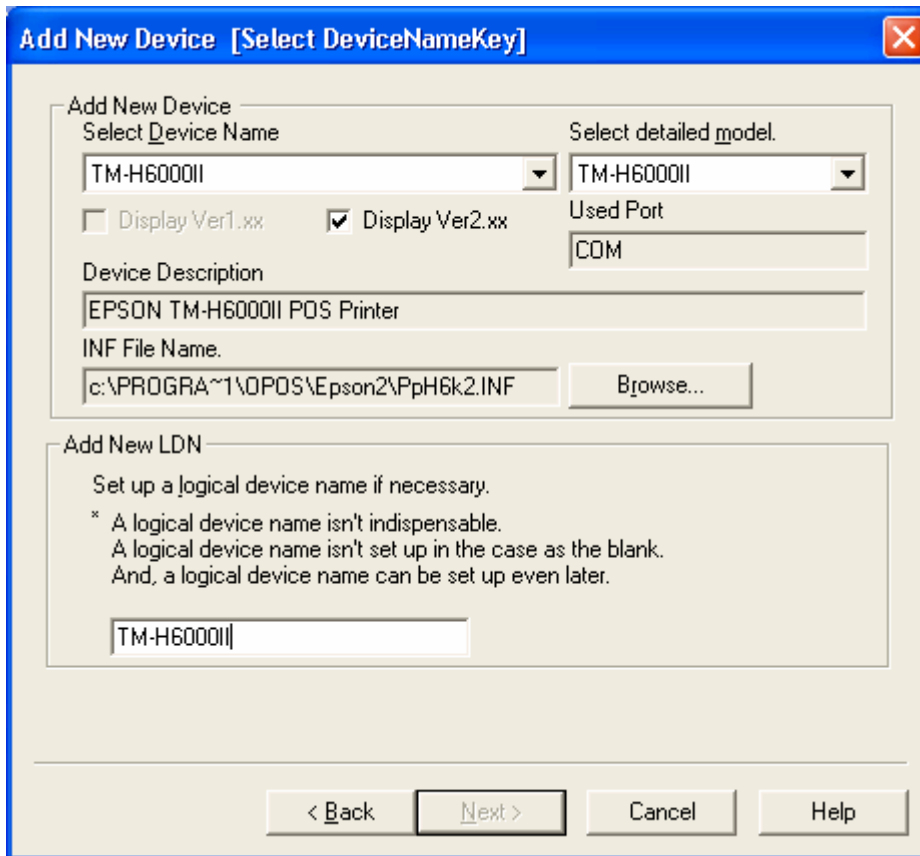 Add New Device [Select DeviceNameKey]
Add New Device
Select Device Name
Select detailed model.
TM-H6000II
TM-H6000II
Display Ver1.xx
Display Ver2.xx
Used Port
COM
Device Description
EPSON TM-H6000II POS Printer
INF File Name.
c:\PROGRA~1\OPOS\Epson2\PpH6k2.INF
Browse...
Add New LDN
Set up a logical device name if necessary.
* A logical device name isn't indispensable.
A logical device name isn't set up in the case as the blank.
And, a logical device name can be set up even later.
TM-H6000II
< Back
Next >
Cancel
Help